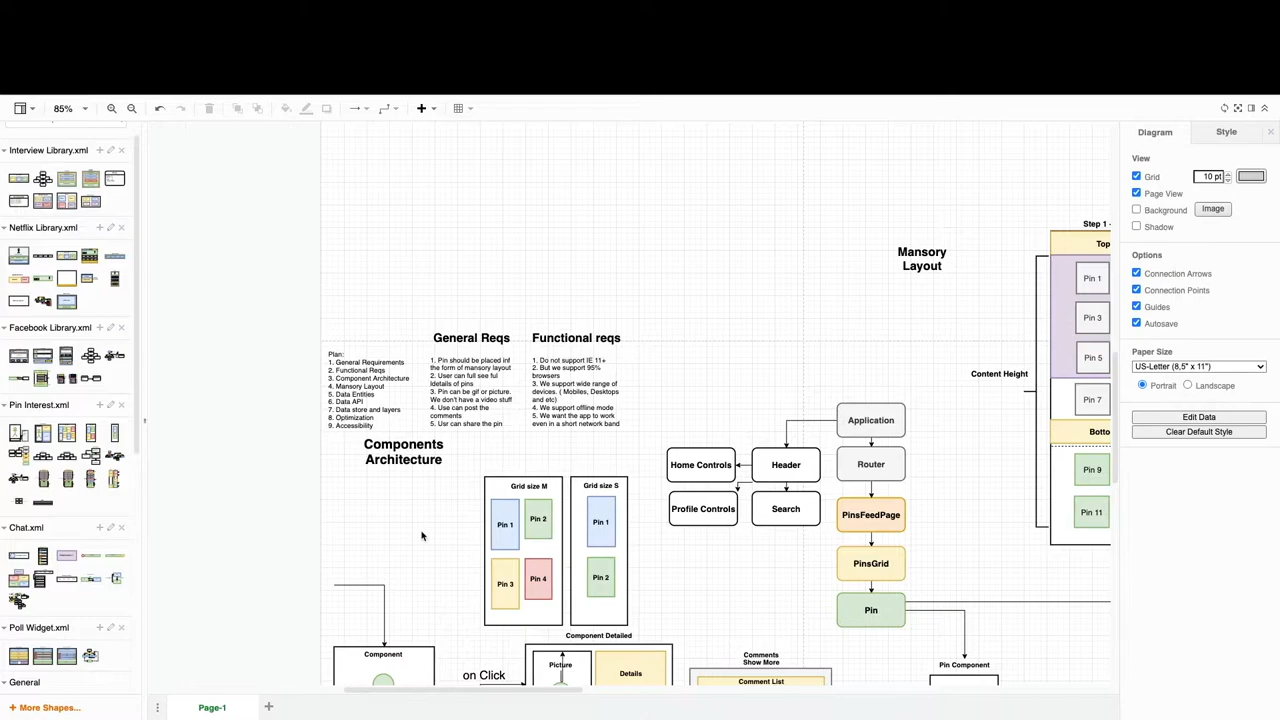 85%
Diagram
Style
Interview Library.xml
Netflix Library.xml
Facebook Library.xml
Pin Interest.xml
Chat.xml
Poll Widget.xml
General
+ More Shapes...
General Reqs
Functional reqs
Plan:
1. General Requirements
2. Functional Reqs
3. Component Architecture
4. Mansory Layout
5. Data Entities
6. Data API
7. Data store and layers
8. Optimization
9. Accessibility
1. Pin should be placed inf
the form of mansory layout
2. User can full see ful
ldetails of pins
3. Pin can be gif or picture.
We don't have a video stuff
4. Use can post the
comments
5. Usr can share the pin
1. Do not support IE 11+
2. But we support 95%
browsers
3. We support wide range of
devices. ( Mobiles, Desktops
and etc)
4. We support offline mode
5. We want the app to work
even in a short network band
Components
Architecture
Grid size M
Pin 1
Pin 2
Pin 3
Pin 4
Grid size S
Pin 1
Pin 2
Component
on Click
Component Detailed
Picture
Details
Comments
Show More
Comment List
Application
Router
PinsFeedPage
PinsGrid
Pin
Header
Home Controls
Profile Controls
Search
Pin Component
Mansory
Layout
Content Height
Step 1 -
Top
Pin 1
Pin 3
Pin 5
Pin 7
Botto
Pin 9
Pin 11
View
Grid
10 pt
Page View
Background
Image
Shadow
Options
Connection Arrows
Connection Points
Guides
Autosave
Paper Size
US-Letter (8,5" x 11")
Portrait
Landscape
Edit Data
Clear Default Style
Page-1